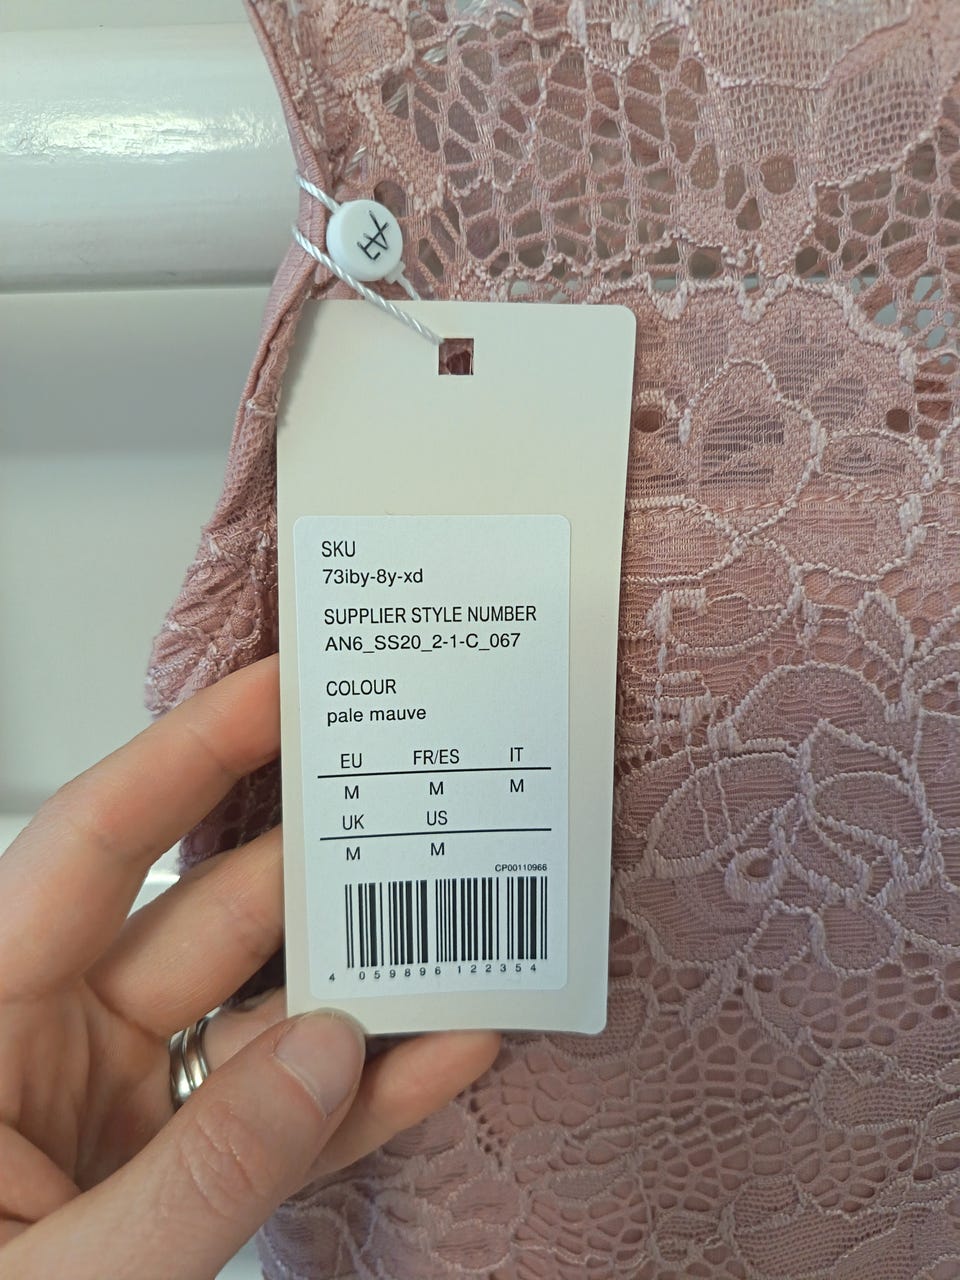 SKU
73iby-8y-xd
SUPPLIER STYLE NUMBER
AN6_SS20_2-1-C_067
COLOUR
pale mauve
EU FR/ES IT
M M M
UK US
M M
CP00110966
4 059896 122354